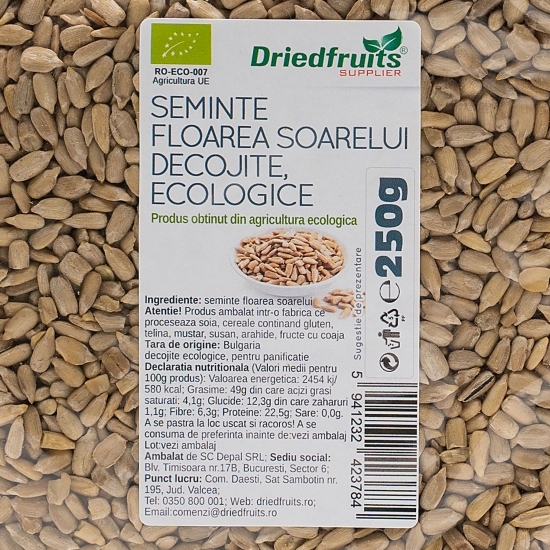 Driedfruits®
SUPPLIER
RO-ECO-007
Agricultura UE
SEMINTE
FLOAREA SOARELUI
DECOJITE,
ECOLOGICE
Produs obtinut din agricultura ecologica
250g ℮
Sugestie de prezentare
PP
Ingrediente: seminte floarea soarelui
Atentie! Produs ambalat intr-o fabrica ce
proceseaza soia, cereale continand gluten,
telina, mustar, susan, arahide, fructe cu coaja
Tara de origine: Bulgaria
decojite ecologice, pentru panificatie
Declaratia nutritionala (Valori medii pentru
100g produs): Valoarea energetica: 2454 kj/
580 kcal; Grasime: 49g din care acizi grasi
saturati: 4,1g; Glucide: 12,3g din care zaharuri
1,1g; Fibre: 6,3g; Proteine: 22,5g; Sare: 0,0g.
A se pastra la loc uscat si racoros! A se
consuma de preferinta inainte de:vezi ambalaj
Lot:vezi ambalaj
Ambalat de SC Depal SRL; Sediu social:
Blv. Timisoara nr.17B, Bucuresti, Sector 6;
Punct lucru: Com. Daesti, Sat Sambotin nr.
195, Jud. Valcea;
Tel: 0350 800 001; Web: driedfruits.ro;
Email:comenzi@driedfruits.ro
5 941232 423784